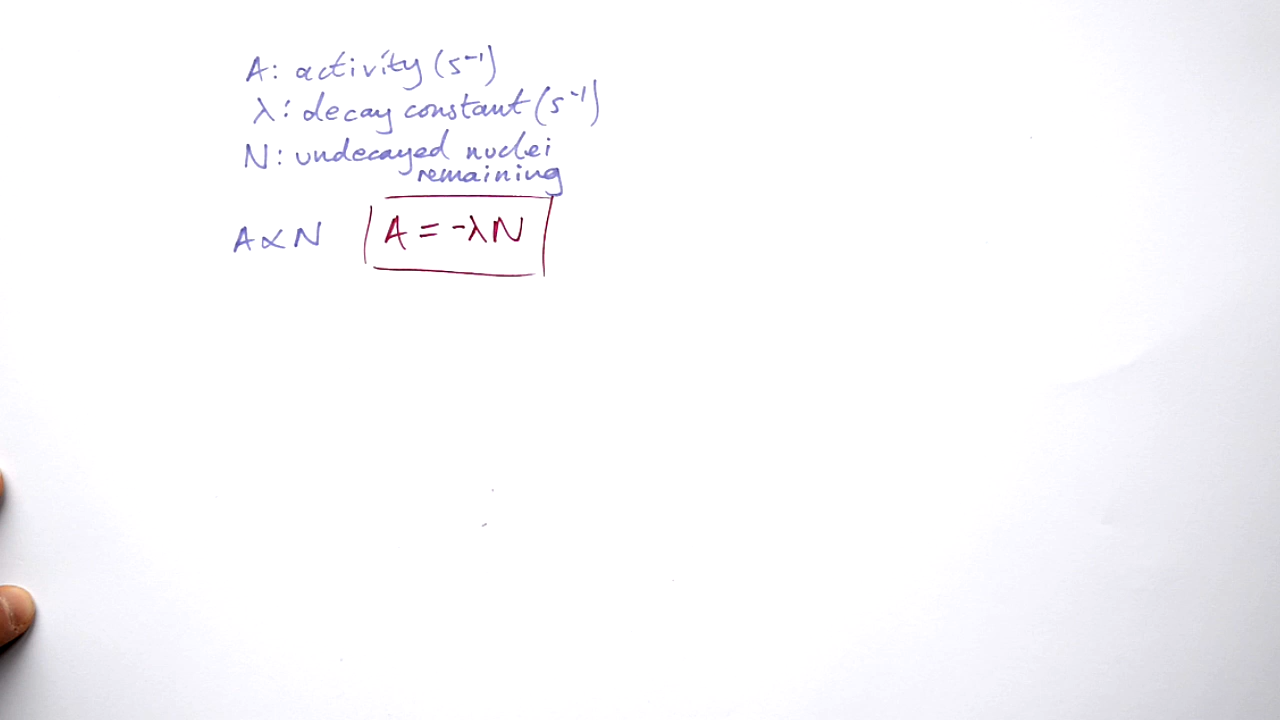 A: activity (s⁻¹)
λ: decay constant (s⁻¹)
N: undecayed nuclei
remaining
A ∝ N A = -λN